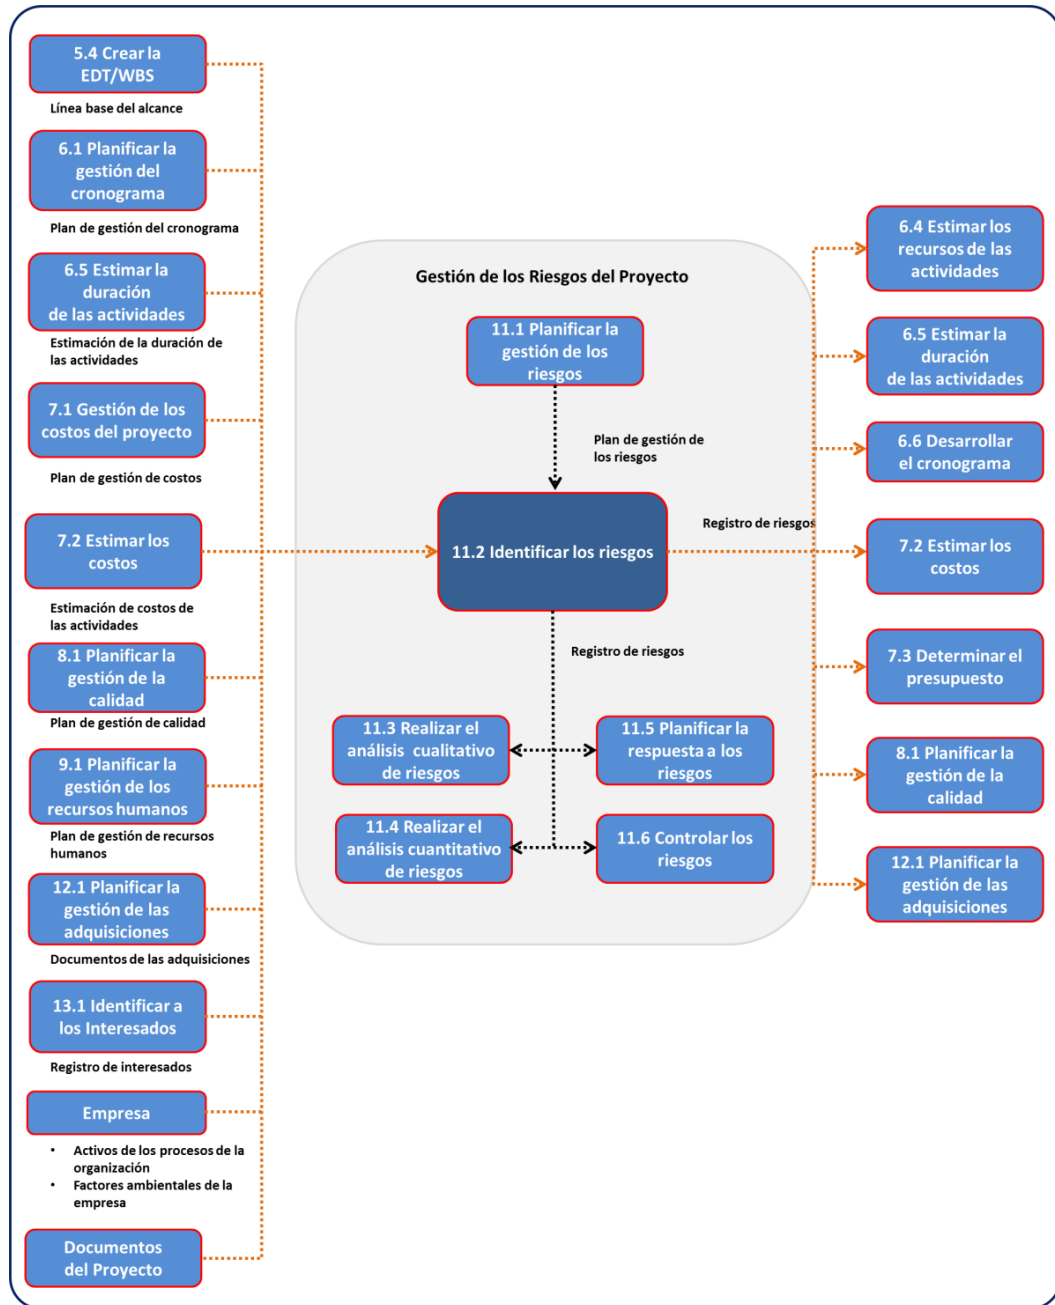 5.4 Crear la
EDT/WBS
Línea base del alcance
6.1 Planificar la
gestión del
cronograma
Plan de gestión del cronograma
6.5 Estimar la
duración
de las actividades
Estimación de la duración de
las actividades
7.1 Gestión de los
costos del proyecto
Plan de gestión de costos
7.2 Estimar los
costos
Estimación de costos de
las actividades
8.1 Planificar la
gestión de la
calidad
Plan de gestión de calidad
9.1 Planificar la
gestión de los
recursos humanos
Plan de gestión de recursos
humanos
12.1 Planificar la
gestión de las
adquisiciones
Documentos de las adquisiciones
13.1 Identificar a
los Interesados
Registro de interesados
Empresa
• Activos de los procesos de la
organización
• Factores ambientales de la
empresa
Documentos
del Proyecto
Gestión de los Riesgos del Proyecto
11.1 Planificar la
gestión de los
riesgos
Plan de gestión de
los riesgos
11.2 Identificar los riesgos
Registro de riesgos
Registro de riesgos
11.3 Realizar el
análisis cualitativo
de riesgos
11.5 Planificar la
respuesta a los
riesgos
11.4 Realizar el
análisis cuantitativo
de riesgos
11.6 Controlar los
riesgos
6.4 Estimar los
recursos de las
actividades
6.5 Estimar la
duración
de las actividades
6.6 Desarrollar
el cronograma
7.2 Estimar los
costos
7.3 Determinar el
presupuesto
8.1 Planificar la
gestión de la
calidad
12.1 Planificar la
gestión de las
adquisiciones